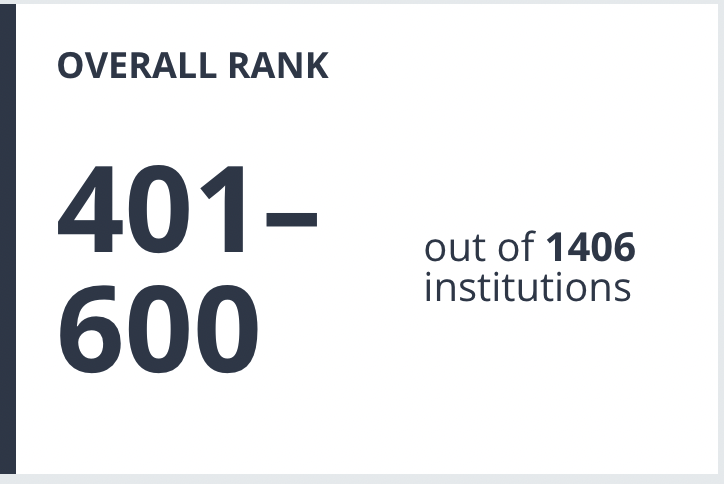 OVERALL RANK
401–
600
out of 1406
institutions